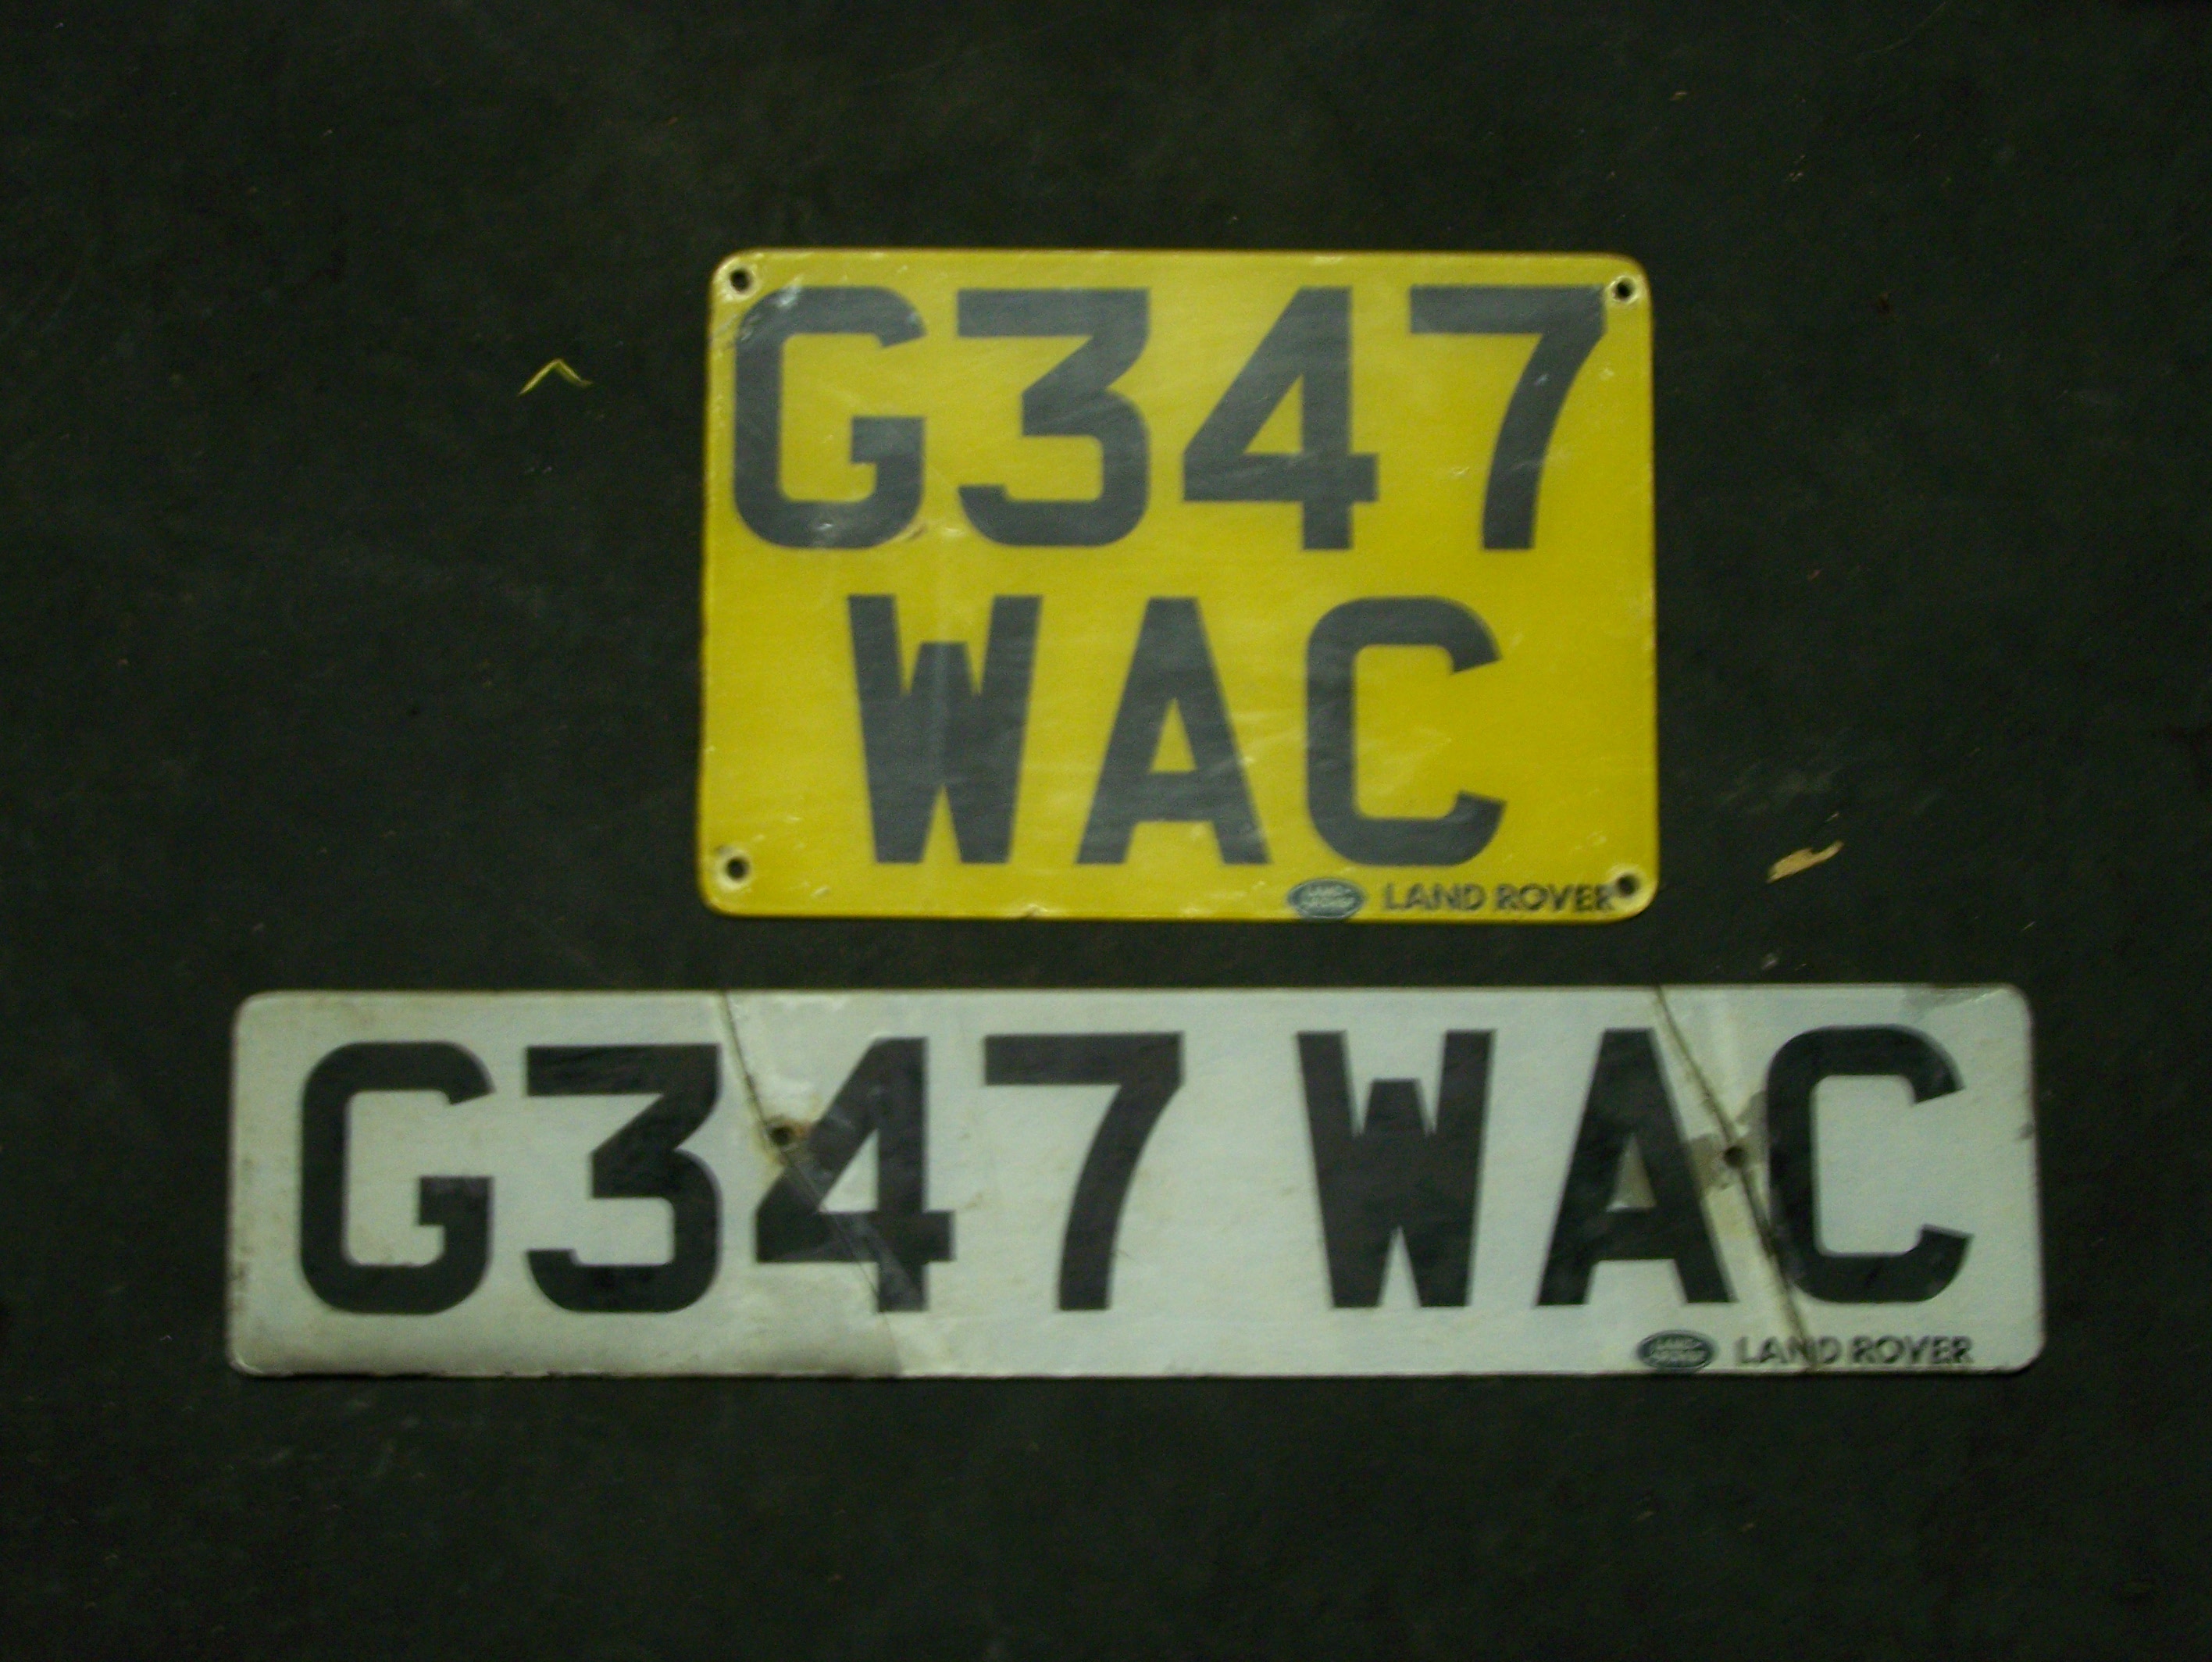 G347
WAC
LAND ROVER
G347 WAC
LAND ROVER